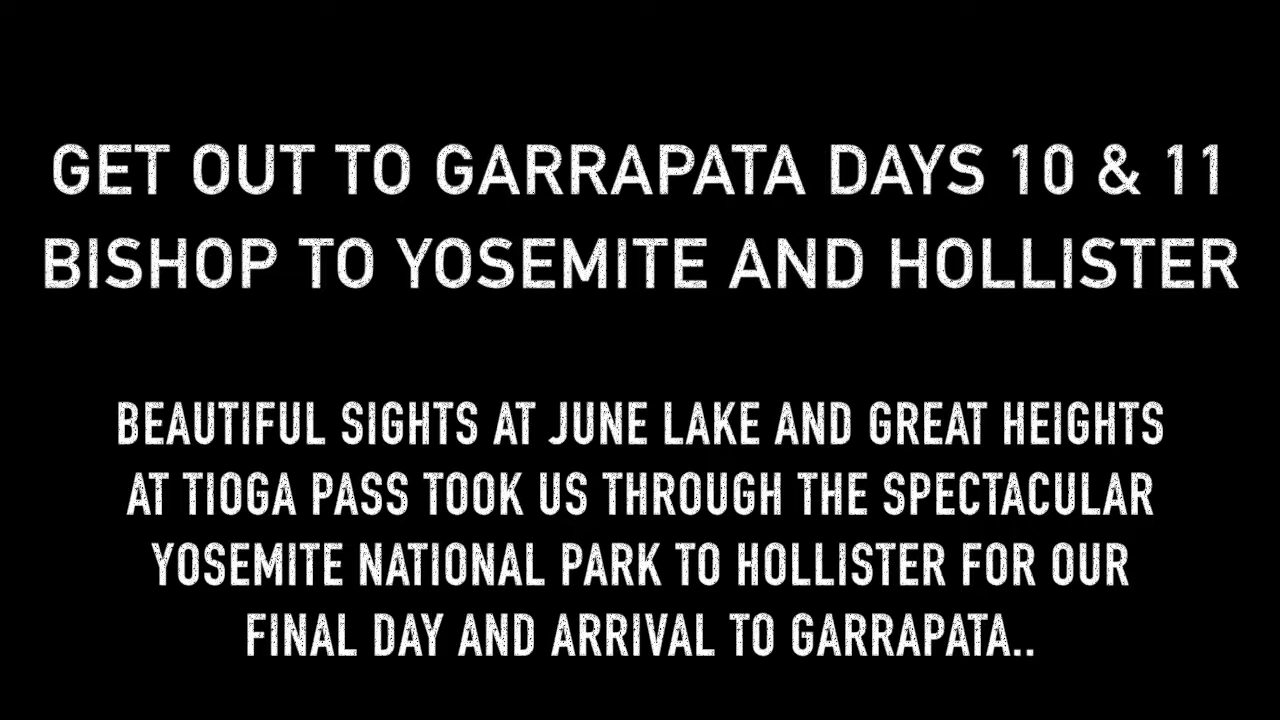 GET OUT TO GARRAPATA DAYS 10 & 11
BISHOP TO YOSEMITE AND HOLLISTER
BEAUTIFUL SIGHTS AT JUNE LAKE AND GREAT HEIGHTS
AT TIOGA PASS TOOK US THROUGH THE SPECTACULAR
YOSEMITE NATIONAL PARK TO HOLLISTER FOR OUR
FINAL DAY AND ARRIVAL TO GARRAPATA..